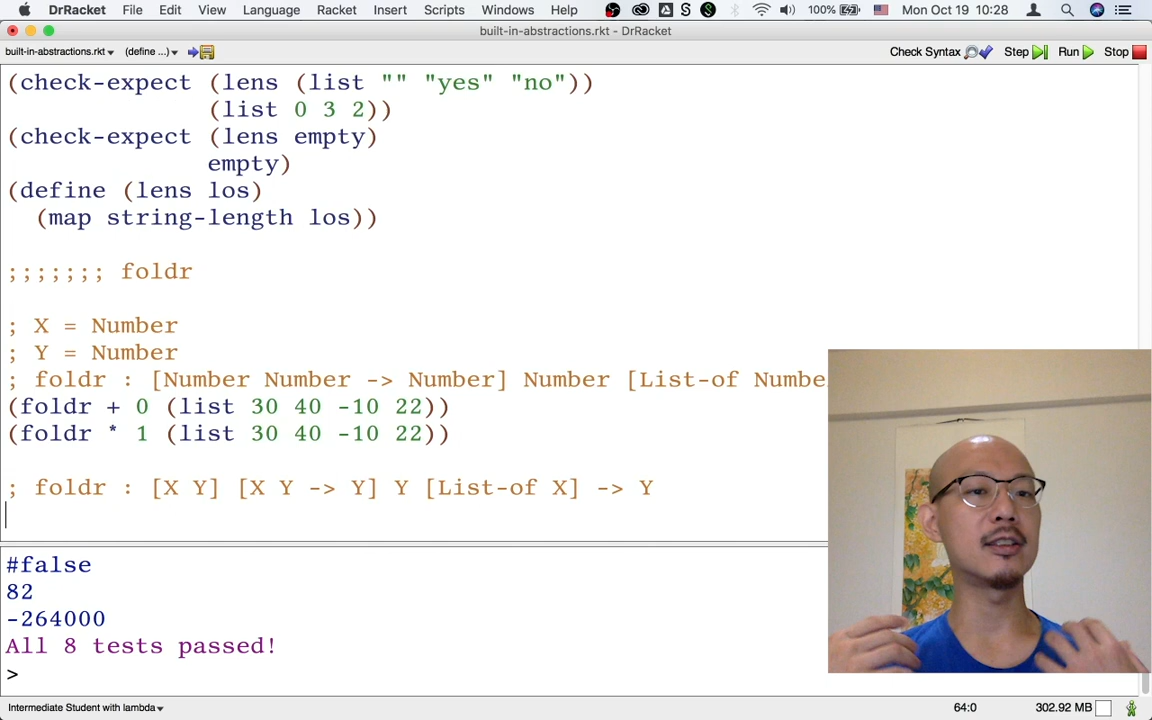 DrRacket File Edit View Language Racket Insert Scripts Windows Help 100% Mon Oct 19 10:28
built-in-abstractions.rkt - DrRacket
built-in-abstractions.rkt (define ...) Check Syntax Step Run Stop
(check-expect (lens (list "" "yes" "no"))
(list 0 3 2))
(check-expect (lens empty)
empty)
(define (lens los)
(map string-length los))
;;;;;;; foldr
; X = Number
; Y = Number
; foldr : [Number Number -> Number] Number [List-of Numbe
(foldr + 0 (list 30 40 -10 22))
(foldr * 1 (list 30 40 -10 22))
; foldr : [X Y] [X Y -> Y] Y [List-of X] -> Y
#false
82
-264000
All 8 tests passed!
>
Intermediate Student with lambda 64:0 302.92 MB